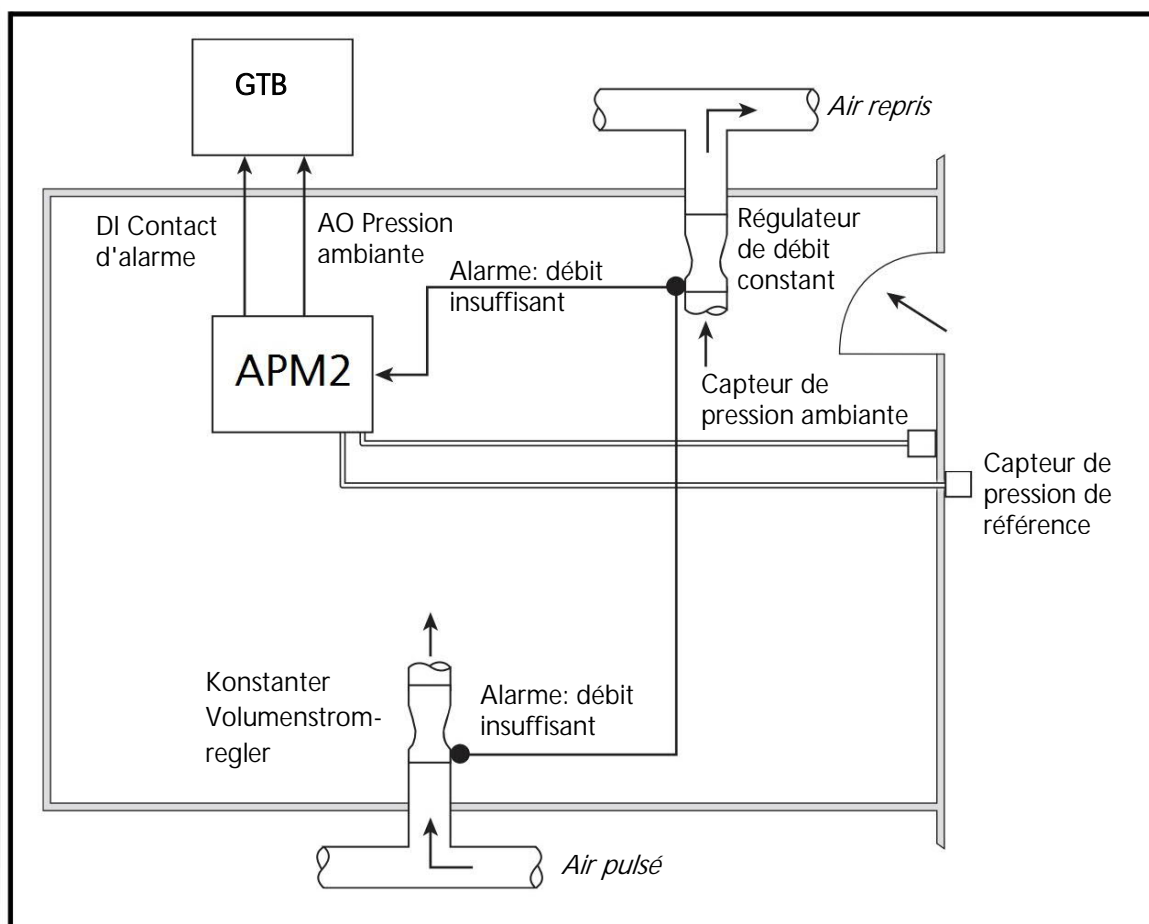 GTB
Air repris
DI Contact
d'alarme
AO Pression
ambiante
Régulateur
de débit
constant
Alarme: débit
insuffisant
APM2
Capteur de
pression ambiante
Capteur de
pression de
référence
Konstanter
Volumenstrom-
regler
Alarme: débit
insuffisant
Air pulsé